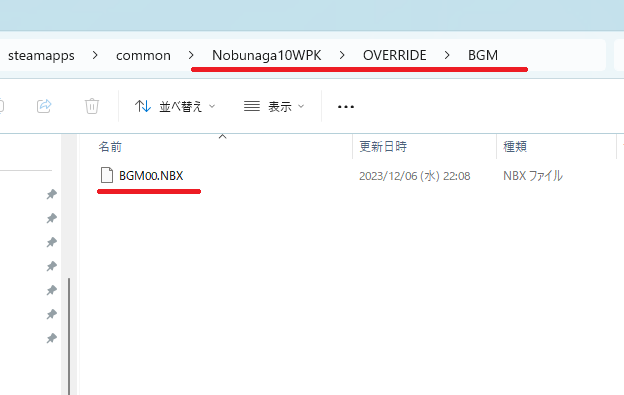 steamapps > common > Nobunaga10WPK > OVERRIDE > BGM
並べ替え 表示 ...
名前 更新日時 種類
BGM00.NBX 2023/12/06 (水) 22:08 NBX ファイル